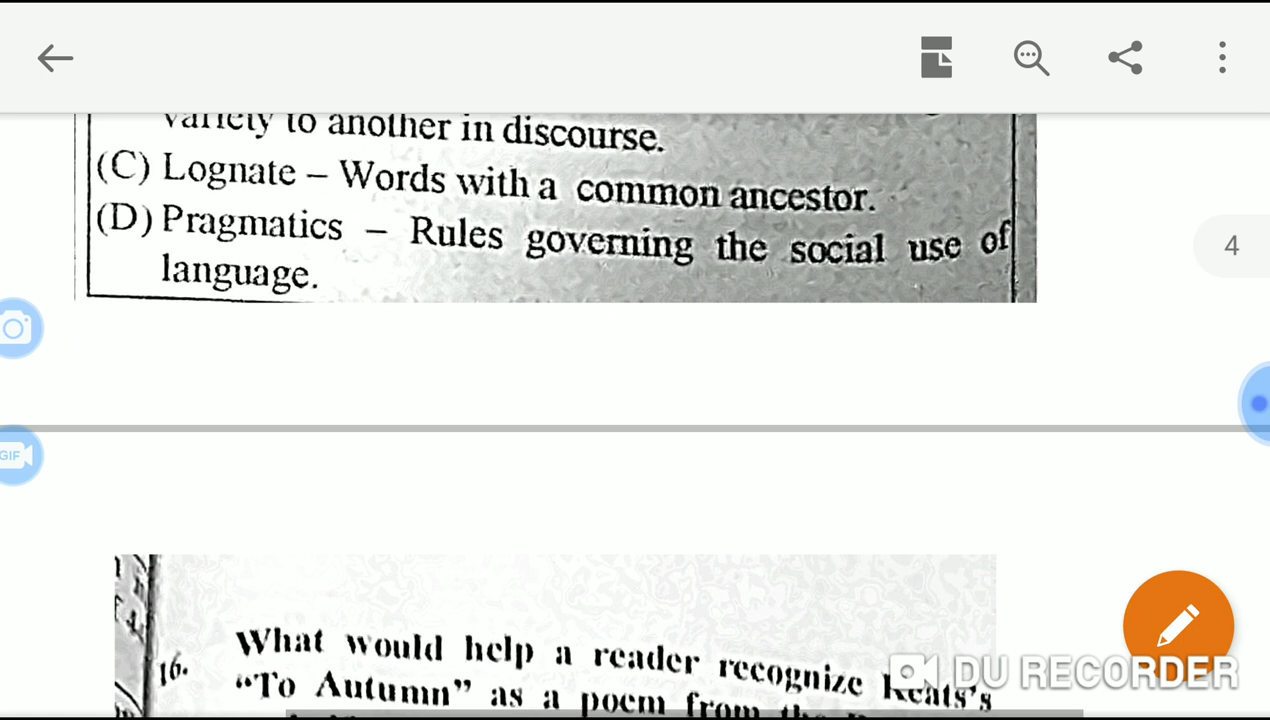 variety to another in discourse.
(C) Lognate – Words with a common ancestor.
(D) Pragmatics – Rules governing the social use of
language.
4
GIF
16. What would help a reader recognize Keats's
"To Autumn" as a poem from the
DU RECORDER